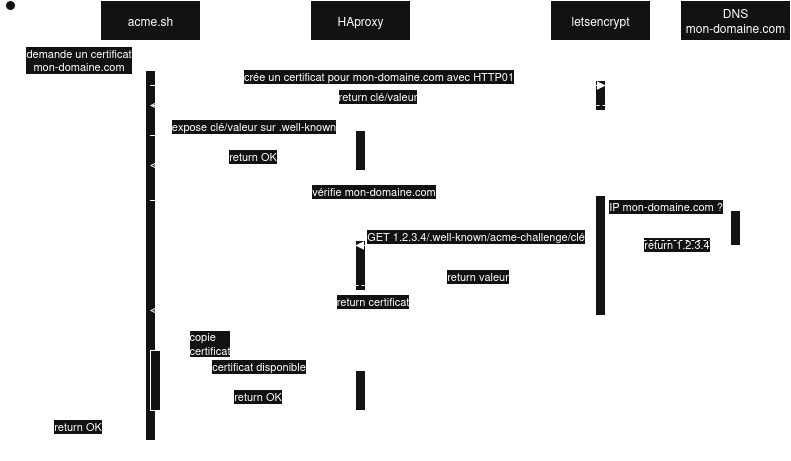 acme.sh
HAproxy
letsencrypt
DNS
mon-domaine.com
demande un certificat
mon-domaine.com
crée un certificat pour mon-domaine.com avec HTTP01
return clé/valeur
expose clé/valeur sur .well-known
return OK
vérifie mon-domaine.com
IP mon-domaine.com ?
GET 1.2.3.4/.well-known/acme-challenge/clé
return 1.2.3.4
return valeur
return certificat
copie
certificat
certificat disponible
return OK
return OK